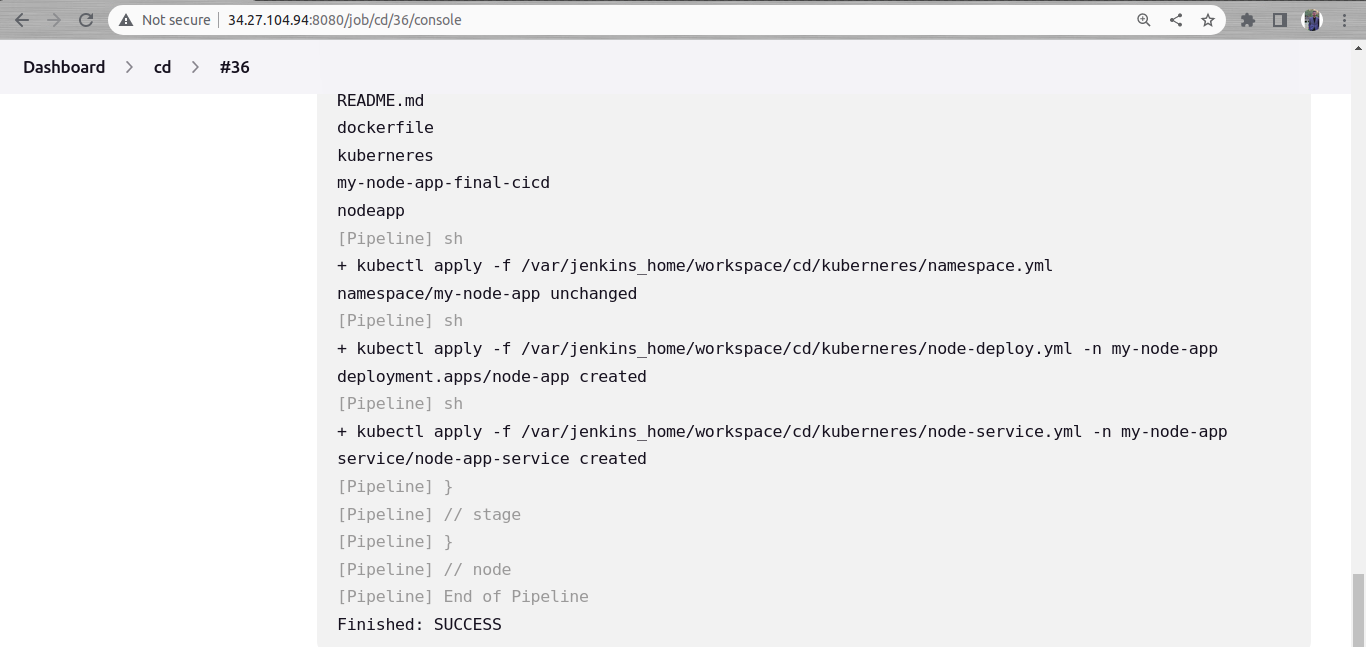 Not secure 34.27.104.94:8080/job/cd/36/console
Dashboard cd #36
README.md
dockerfile
kuberneres
my-node-app-final-cicd
nodeapp
[Pipeline] sh
+ kubectl apply -f /var/jenkins_home/workspace/cd/kuberneres/namespace.yml
namespace/my-node-app unchanged
[Pipeline] sh
+ kubectl apply -f /var/jenkins_home/workspace/cd/kuberneres/node-deploy.yml -n my-node-app
deployment.apps/node-app created
[Pipeline] sh
+ kubectl apply -f /var/jenkins_home/workspace/cd/kuberneres/node-service.yml -n my-node-app
service/node-app-service created
[Pipeline] }
[Pipeline] // stage
[Pipeline] }
[Pipeline] // node
[Pipeline] End of Pipeline
Finished: SUCCESS